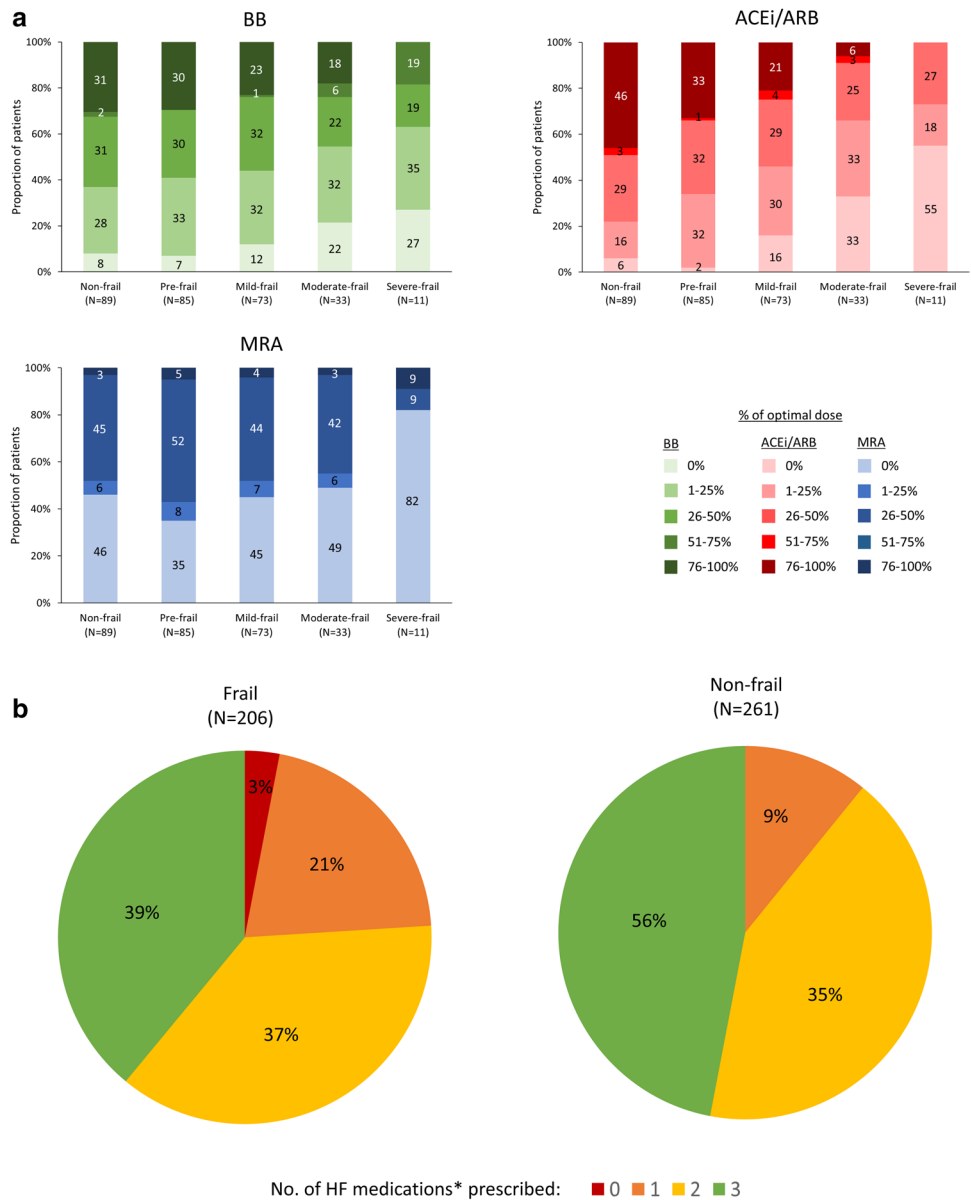 a
BB
100%
80%
60%
40%
20%
0%
Proportion of patients
31 30 23 18 19
2 1 6
31 30 32 22 19
28 33 32 32 35
8 7 12 22 27
Non-frail Pre-frail Mild-frail Moderate-frail Severe-frail
(N=89) (N=85) (N=73) (N=33) (N=11)
ACEi/ARB
100%
80%
60%
40%
20%
0%
Proportion of patients
46 33 21 6
3 1 4 3
29 32 29 25 27
16 32 30 33 18
6 2 16 33 55
Non-frail Pre-frail Mild-frail Moderate-frail Severe-frail
(N=89) (N=85) (N=73) (N=33) (N=11)
MRA
100%
80%
60%
40%
20%
0%
Proportion of patients
3 5 4 3 9
45 52 44 42 9
6 8 7 6
46 35 45 49 82
Non-frail Pre-frail Mild-frail Moderate-frail Severe-frail
(N=89) (N=85) (N=73) (N=33) (N=11)
% of optimal dose
BB ACEi/ARB MRA
0% 0% 0%
1-25% 1-25% 1-25%
26-50% 26-50% 26-50%
51-75% 51-75% 51-75%
76-100% 76-100% 76-100%
b
Frail
(N=206)
3%
21%
39%
37%
Non-frail
(N=261)
9%
56%
35%
No. of HF medications* prescribed: 0 1 2 3